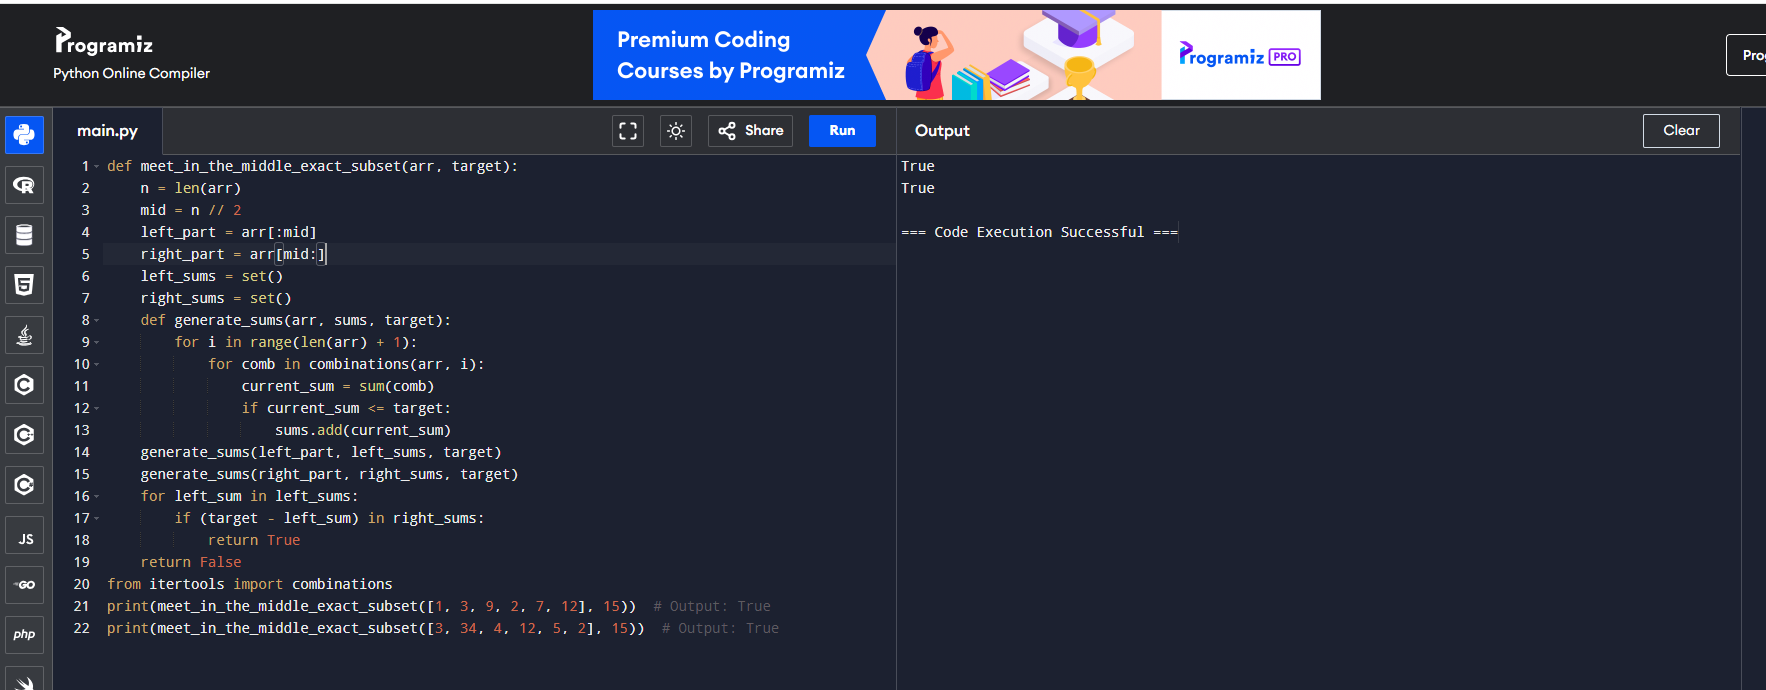 Programiz
Python Online Compiler
Premium Coding
Courses by Programiz
Programiz PRO
main.py
Share
Run
Output
Clear
1 def meet_in_the_middle_exact_subset(arr, target):
2     n = len(arr)
3     mid = n // 2
4     left_part = arr[:mid]
5     right_part = arr[mid:]
6     left_sums = set()
7     right_sums = set()
8     def generate_sums(arr, sums, target):
9         for i in range(len(arr) + 1):
10             for comb in combinations(arr, i):
11                 current_sum = sum(comb)
12                 if current_sum <= target:
13                     sums.add(current_sum)
14     generate_sums(left_part, left_sums, target)
15     generate_sums(right_part, right_sums, target)
16     for left_sum in left_sums:
17         if (target - left_sum) in right_sums:
18             return True
19     return False
20 from itertools import combinations
21 print(meet_in_the_middle_exact_subset([1, 3, 9, 2, 7, 12], 15))  # Output: True
22 print(meet_in_the_middle_exact_subset([3, 34, 4, 12, 5, 2], 15))  # Output: True
True
True
=== Code Execution Successful ===
JS
GO
php